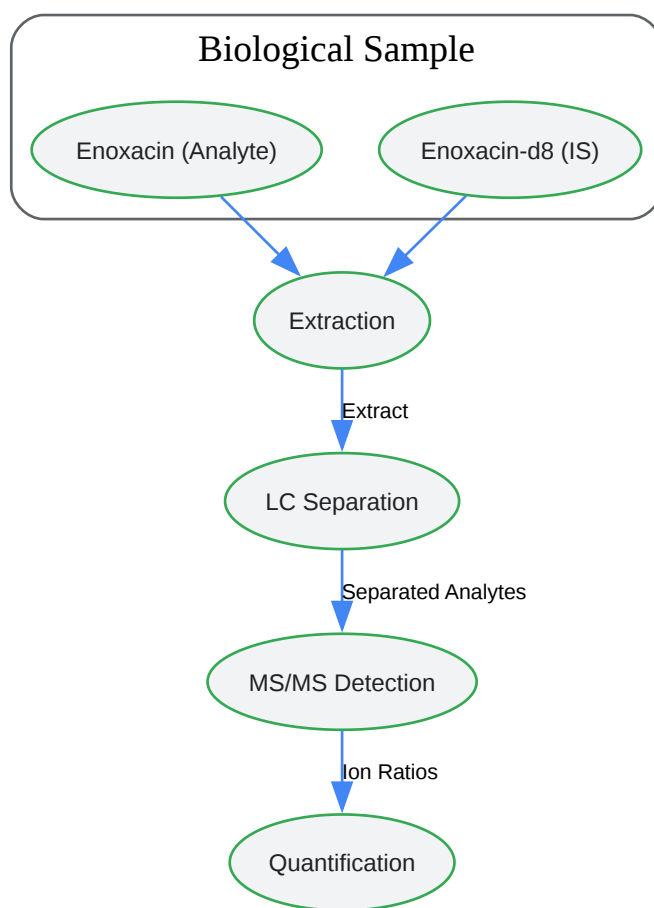 Biological Sample
Enoxacin (Analyte)
Enoxacin-d8 (IS)
Extraction
Extract
LC Separation
Separated Analytes
MS/MS Detection
Ion Ratios
Quantification